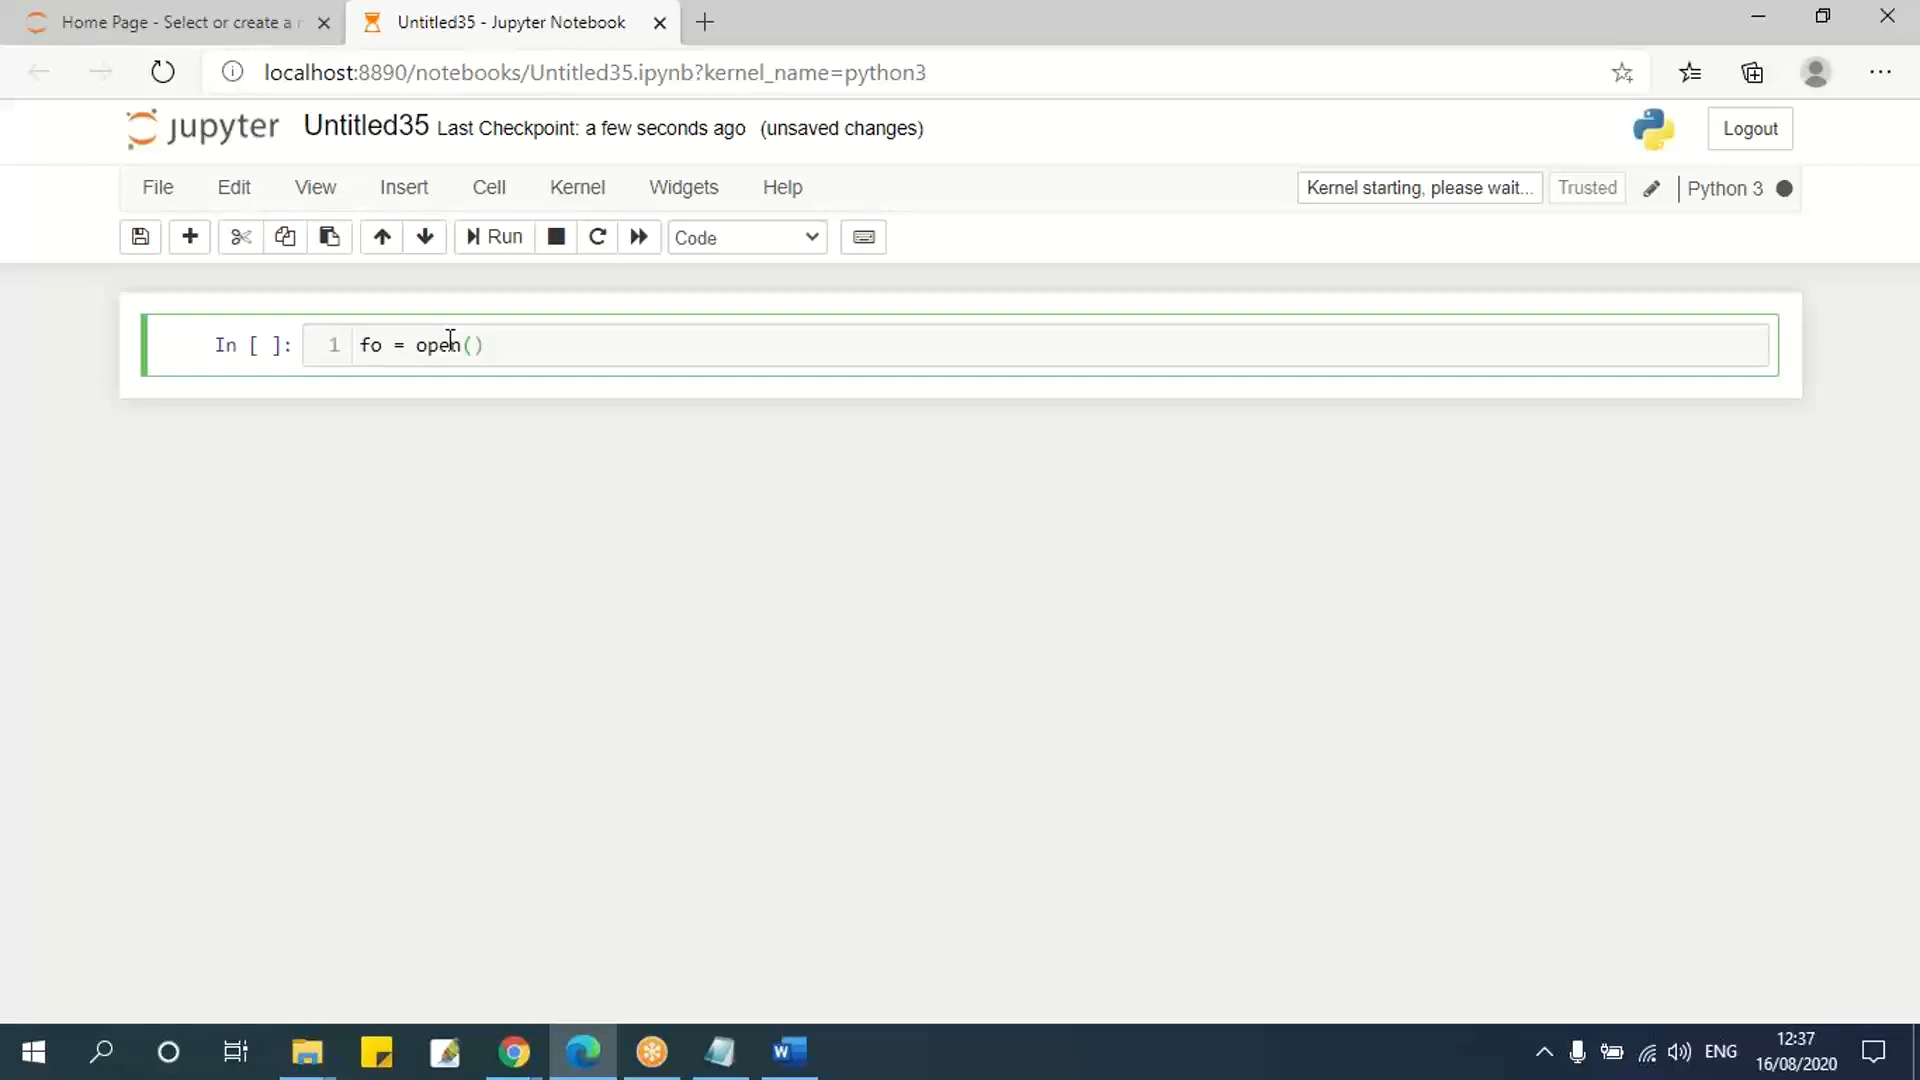 Home Page - Select or create a r
Untitled35 - Jupyter Notebook
localhost:8890/notebooks/Untitled35.ipynb?kernel_name=python3
jupyter Untitled35 Last Checkpoint: a few seconds ago (unsaved changes)
Logout
File Edit View Insert Cell Kernel Widgets Help
Kernel starting, please wait... Trusted Python 3
Run Code
In [ ]: 1 fo = open()
W
ENG
12:37
16/08/2020